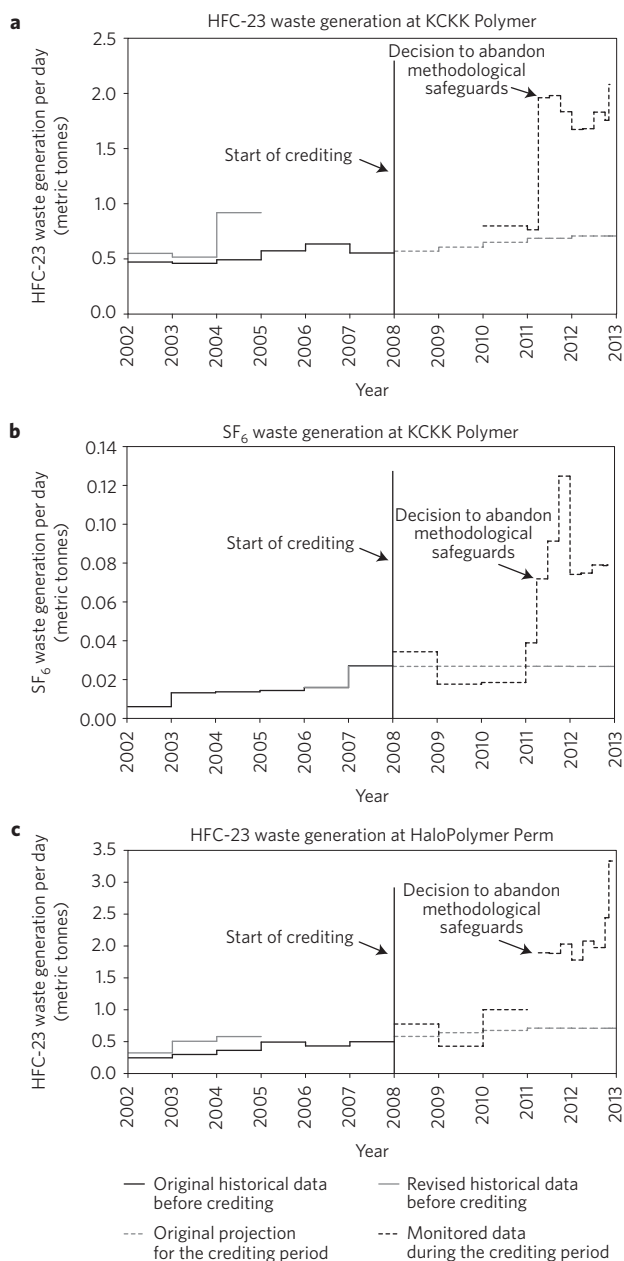 a
HFC-23 waste generation at KCKK Polymer
HFC-23 waste generation per day
(metric tonnes)
2.5
2.0
1.5
1.0
0.5
0.0
Decision to abandon
methodological
safeguards
Start of crediting
2002
2003
2004
2005
2006
2007
2008
2009
2010
2011
2012
2013
Year
b
SF₆ waste generation at KCKK Polymer
SF₆ waste generation per day
(metric tonnes)
0.14
0.12
0.10
0.08
0.06
0.04
0.02
0.00
Start of crediting
Decision to abandon
methodological
safeguards
2002
2003
2004
2005
2006
2007
2008
2009
2010
2011
2012
2013
Year
c
HFC-23 waste generation at HaloPolymer Perm
HFC-23 waste generation per day
(metric tonnes)
3.5
3.0
2.5
2.0
1.5
1.0
0.5
0.0
Start of crediting
Decision to abandon
methodological
safeguards
2002
2003
2004
2005
2006
2007
2008
2009
2010
2011
2012
2013
Year
Original historical data
before crediting
Revised historical data
before crediting
Original projection
for the crediting period
Monitored data
during the crediting period